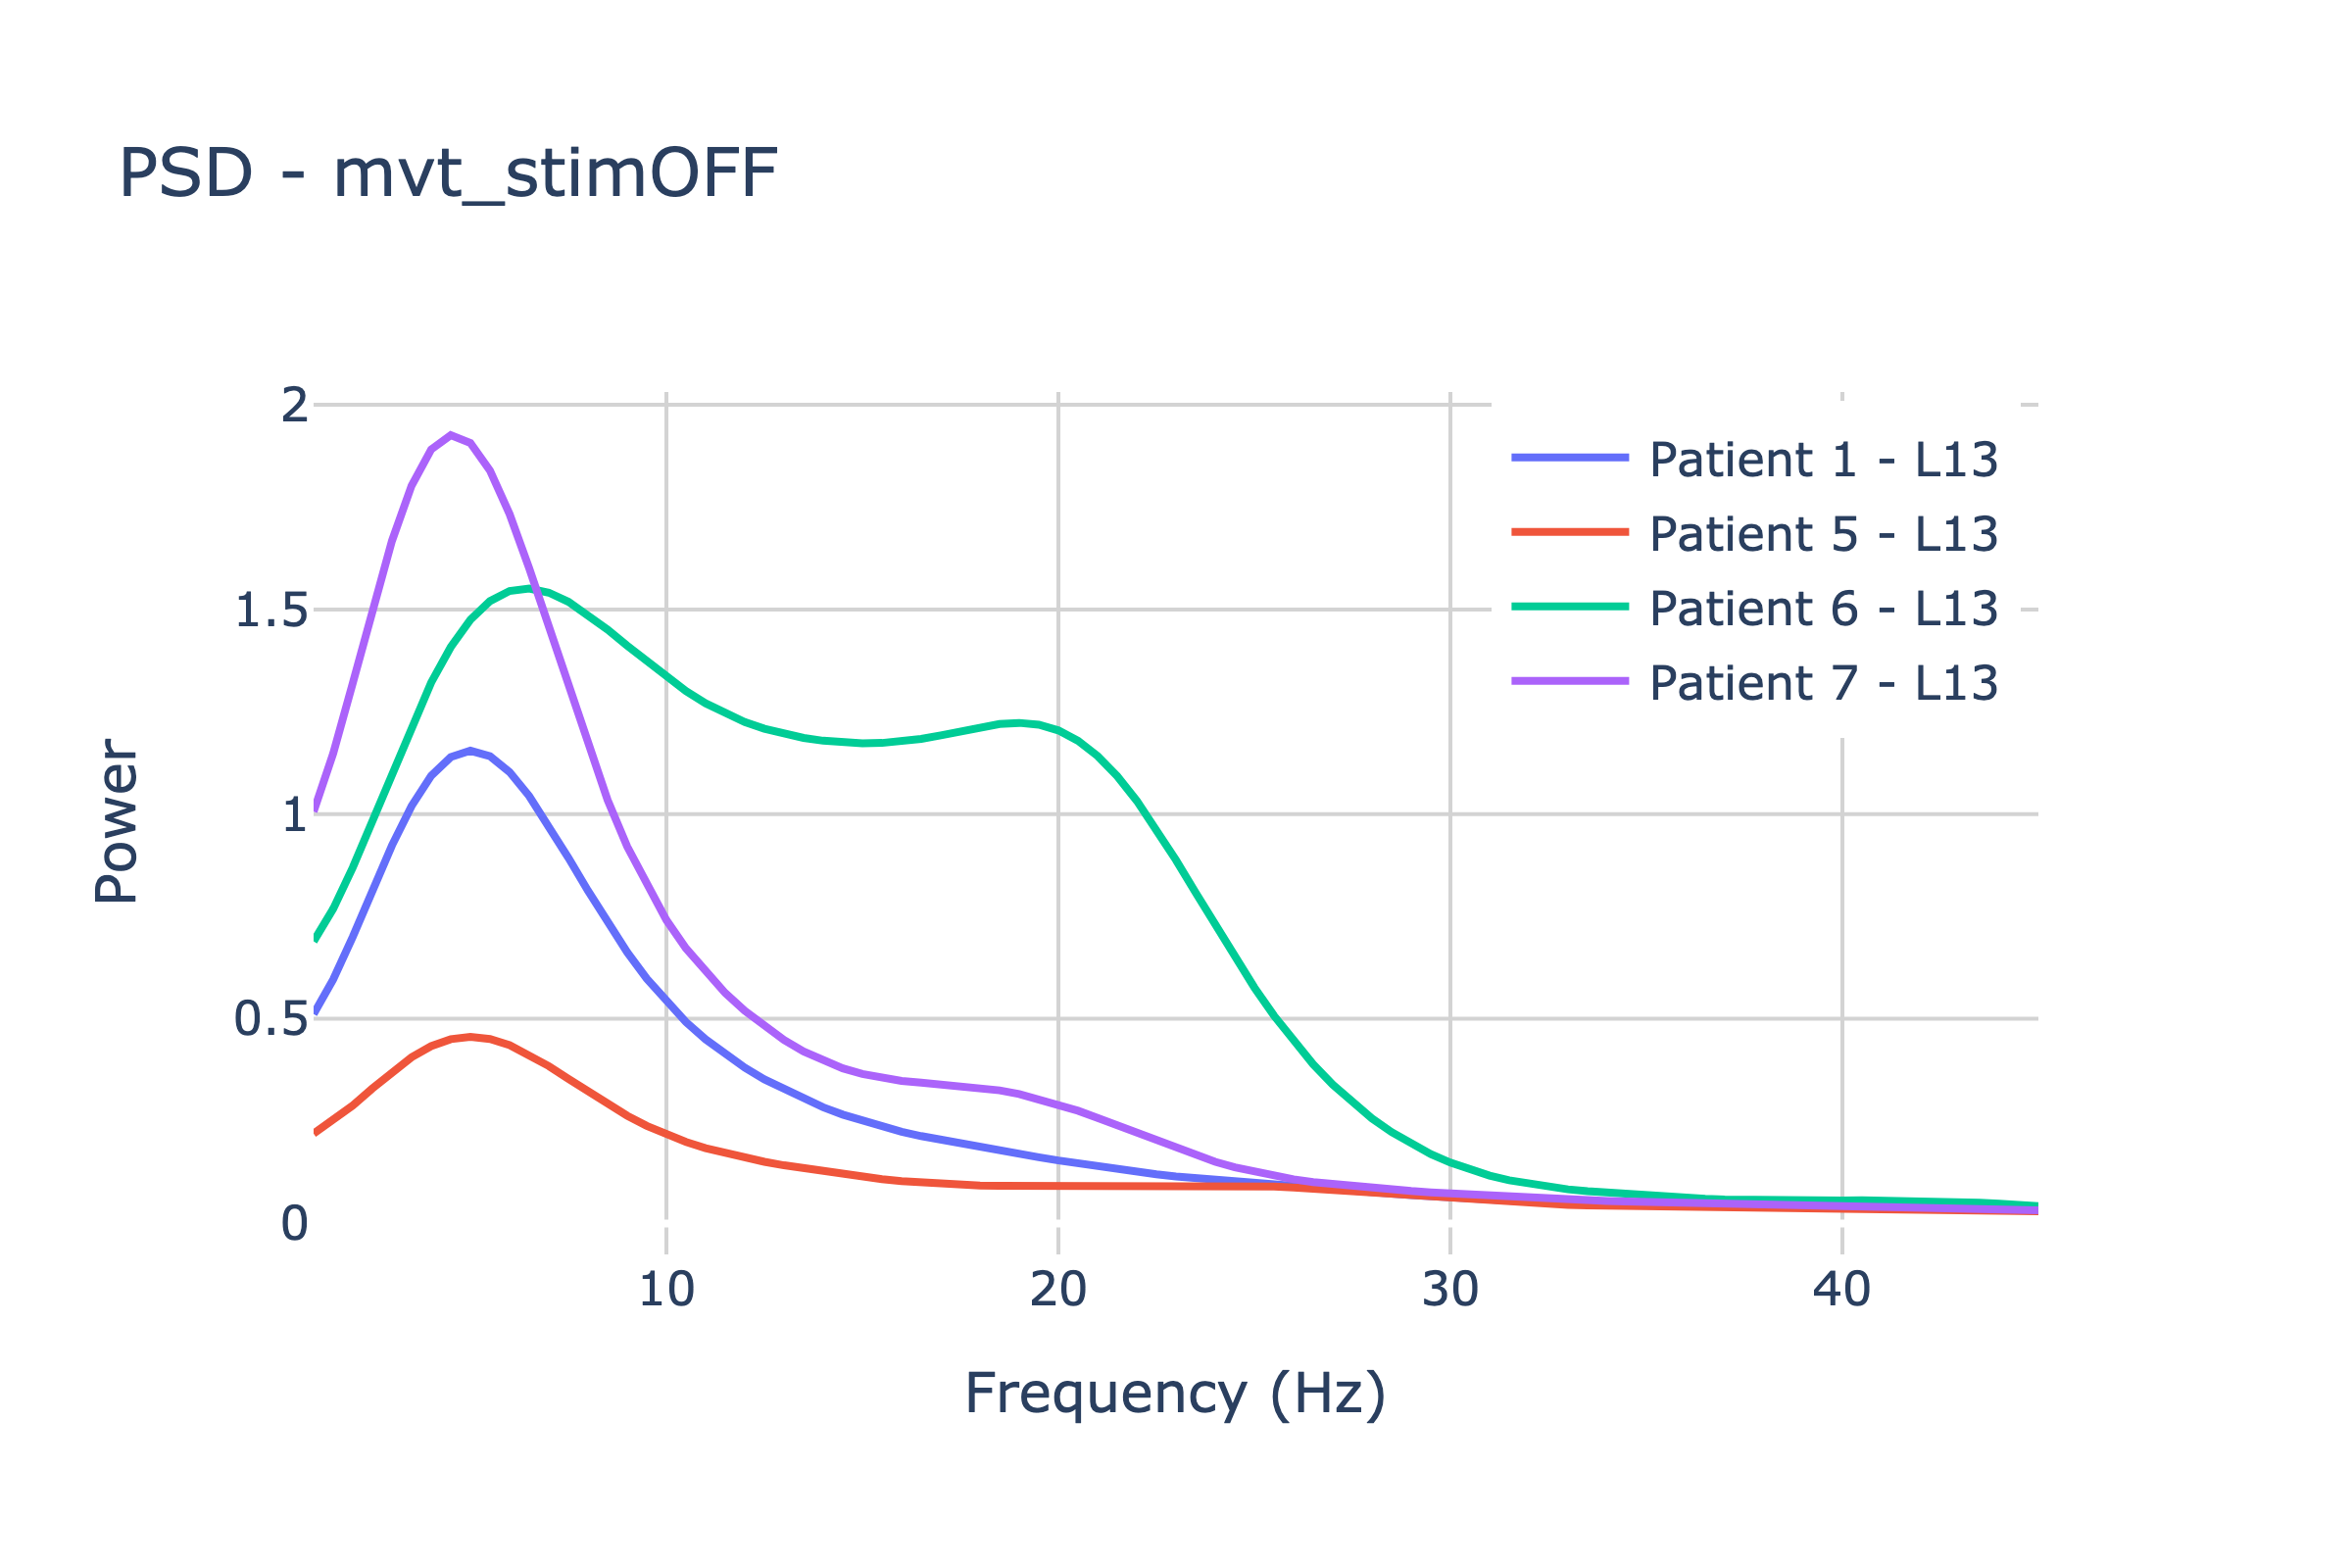 PSD - mvt_stimOFF
2
1.5
1
0.5
0
Power
Patient 1 - L13
Patient 5 - L13
Patient 6 - L13
Patient 7 - L13
10 20 30 40
Frequency (Hz)